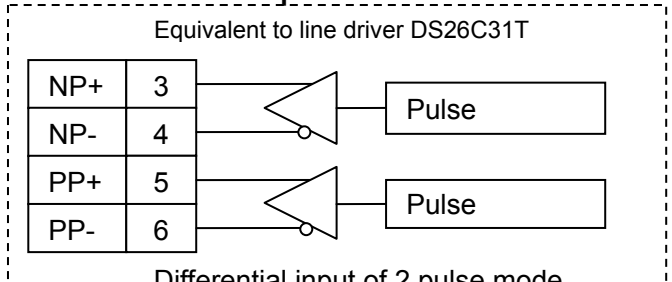 Equivalent to line driver DS26C31T
NP+ 3
Pulse
NP- 4
PP+ 5
Pulse
PP- 6
Differential input of 2 pulse mode